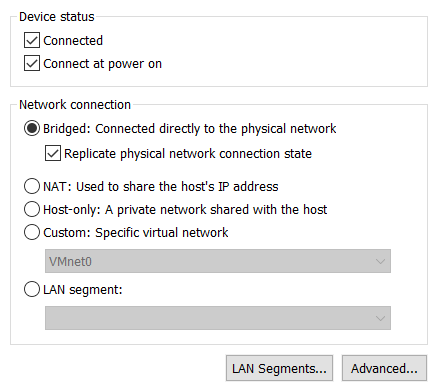 Device status
Connected
Connect at power on
Network connection
Bridged: Connected directly to the physical network
Replicate physical network connection state
NAT: Used to share the host's IP address
Host-only: A private network shared with the host
Custom: Specific virtual network
VMnet0
LAN segment:
LAN Segments... Advanced...